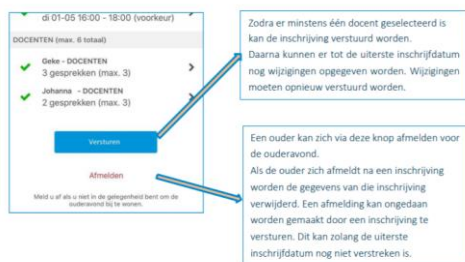 di 01-05 16:00 - 18:00 (voorkeur)
DOCENTEN (max. 6 totaal)
Geke - DOCENTEN
3 gesprekken (max. 3)
Johanna - DOCENTEN
2 gesprekken (max. 3)
Versturen
Afmelden
Meld u af als u niet in de gelegenheid bent om de
ouderavond bij te wonen.
Zodra er minstens één docent geselecteerd is
kan de inschrijving verstuurd worden.
Daarna kunnen er tot de uiterste inschrijfdatum
nog wijzigingen opgegeven worden. Wijzigingen
moeten opnieuw verstuurd worden.
Een ouder kan zich via deze knop afmelden voor
de ouderavond.
Als de ouder zich afmeldt na een inschrijving
worden de gegevens van die inschrijving
verwijderd. Een afmelding kan ongedaan
worden gemaakt door een inschrijving te
versturen. Dit kan zolang de uiterste
inschrijfdatum nog niet verstreken is.